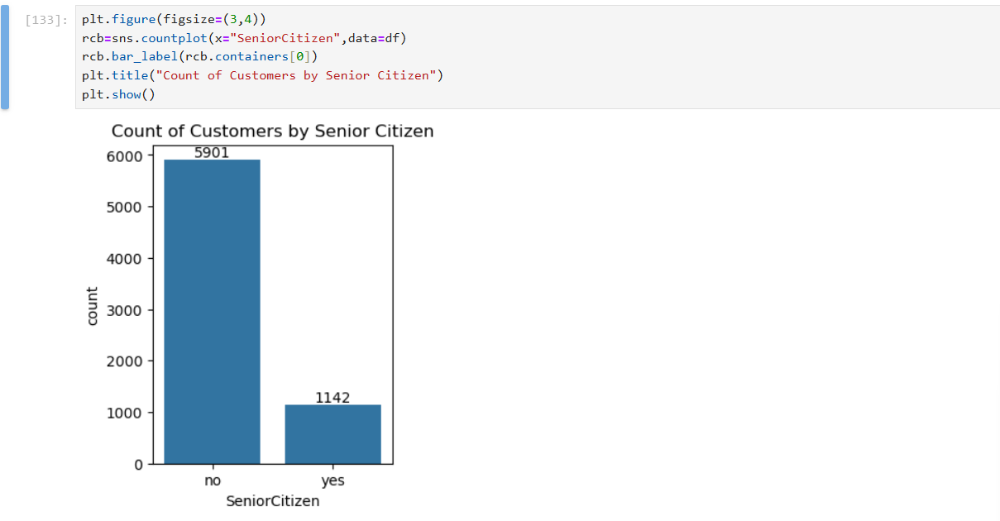 [133]: plt.figure(figsize=(3,4))
rcb=sns.countplot(x="SeniorCitizen",data=df)
rcb.bar_label(rcb.containers[0])
plt.title("Count of Customers by Senior Citizen")
plt.show()
Count of Customers by Senior Citizen
5901
6000
5000
4000
3000
2000
1000
0
count
1142
no yes
SeniorCitizen